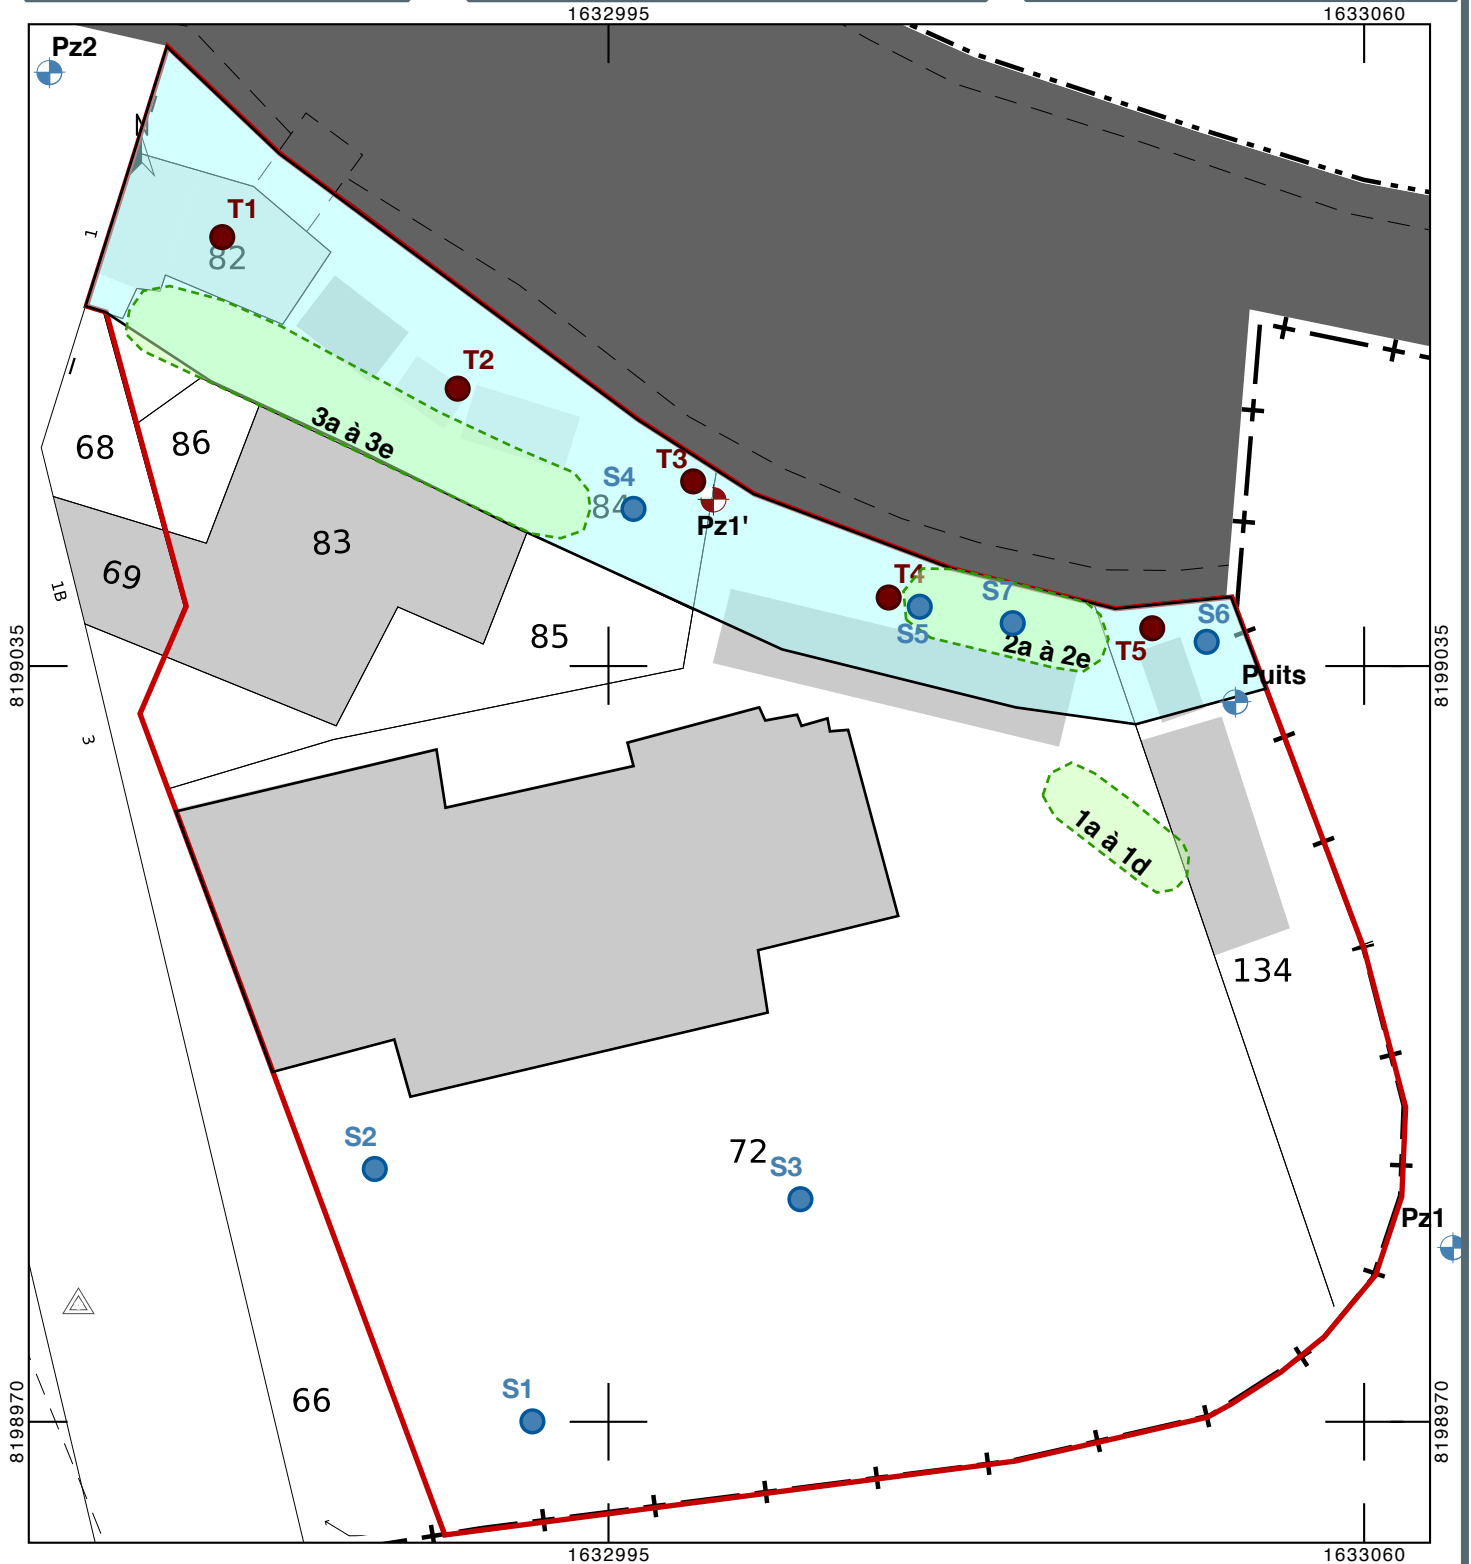 1632995
1633060
Pz2
N
T1
82
1
T2
3a à 3e
68
86
T3
S4
84
Pz1'
83
69
T4
S7
S5
2a à 2e
S6
T5
1B
85
8199035
8199035
Puits
3
1a à 1d
134
S2
72
S3
Pz1
66
S1
8198970
8198970
1632995
1633060